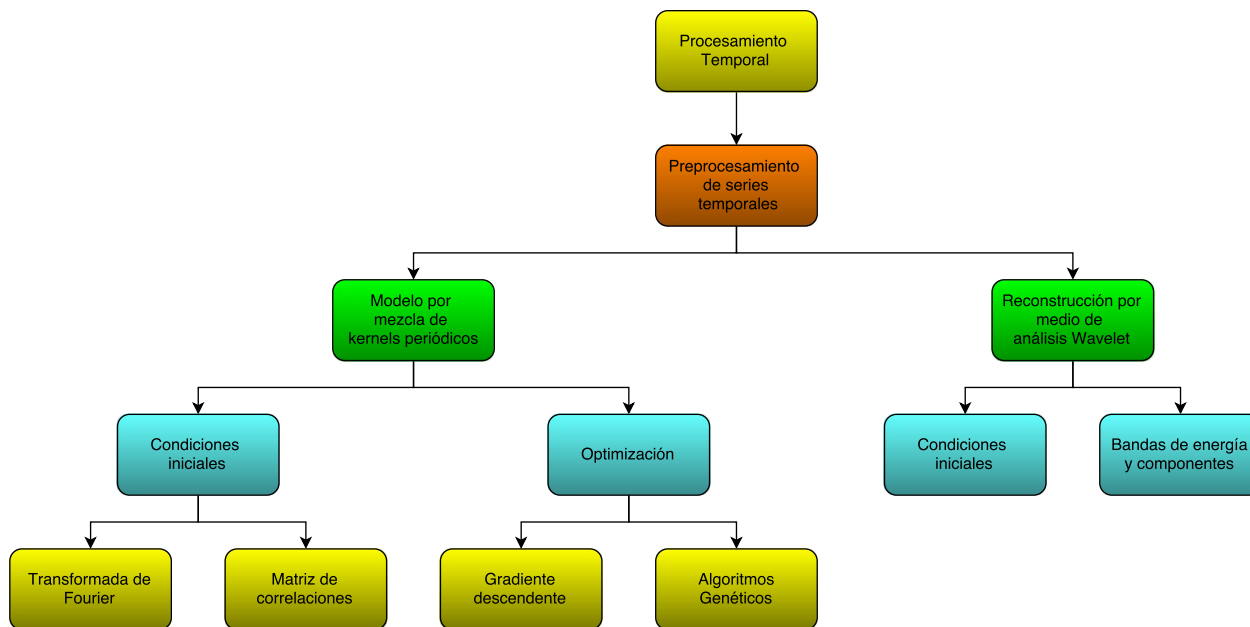 Procesamiento
Temporal
Preprocesamiento
de series
temporales
Modelo por
mezcla de
kernels periódicos
Reconstrucción por
medio de
análisis Wavelet
Condiciones
iniciales
Optimización
Condiciones
iniciales
Bandas de energía
y componentes
Transformada de
Fourier
Matriz de
correlaciones
Gradiente
descendente
Algoritmos
Genéticos